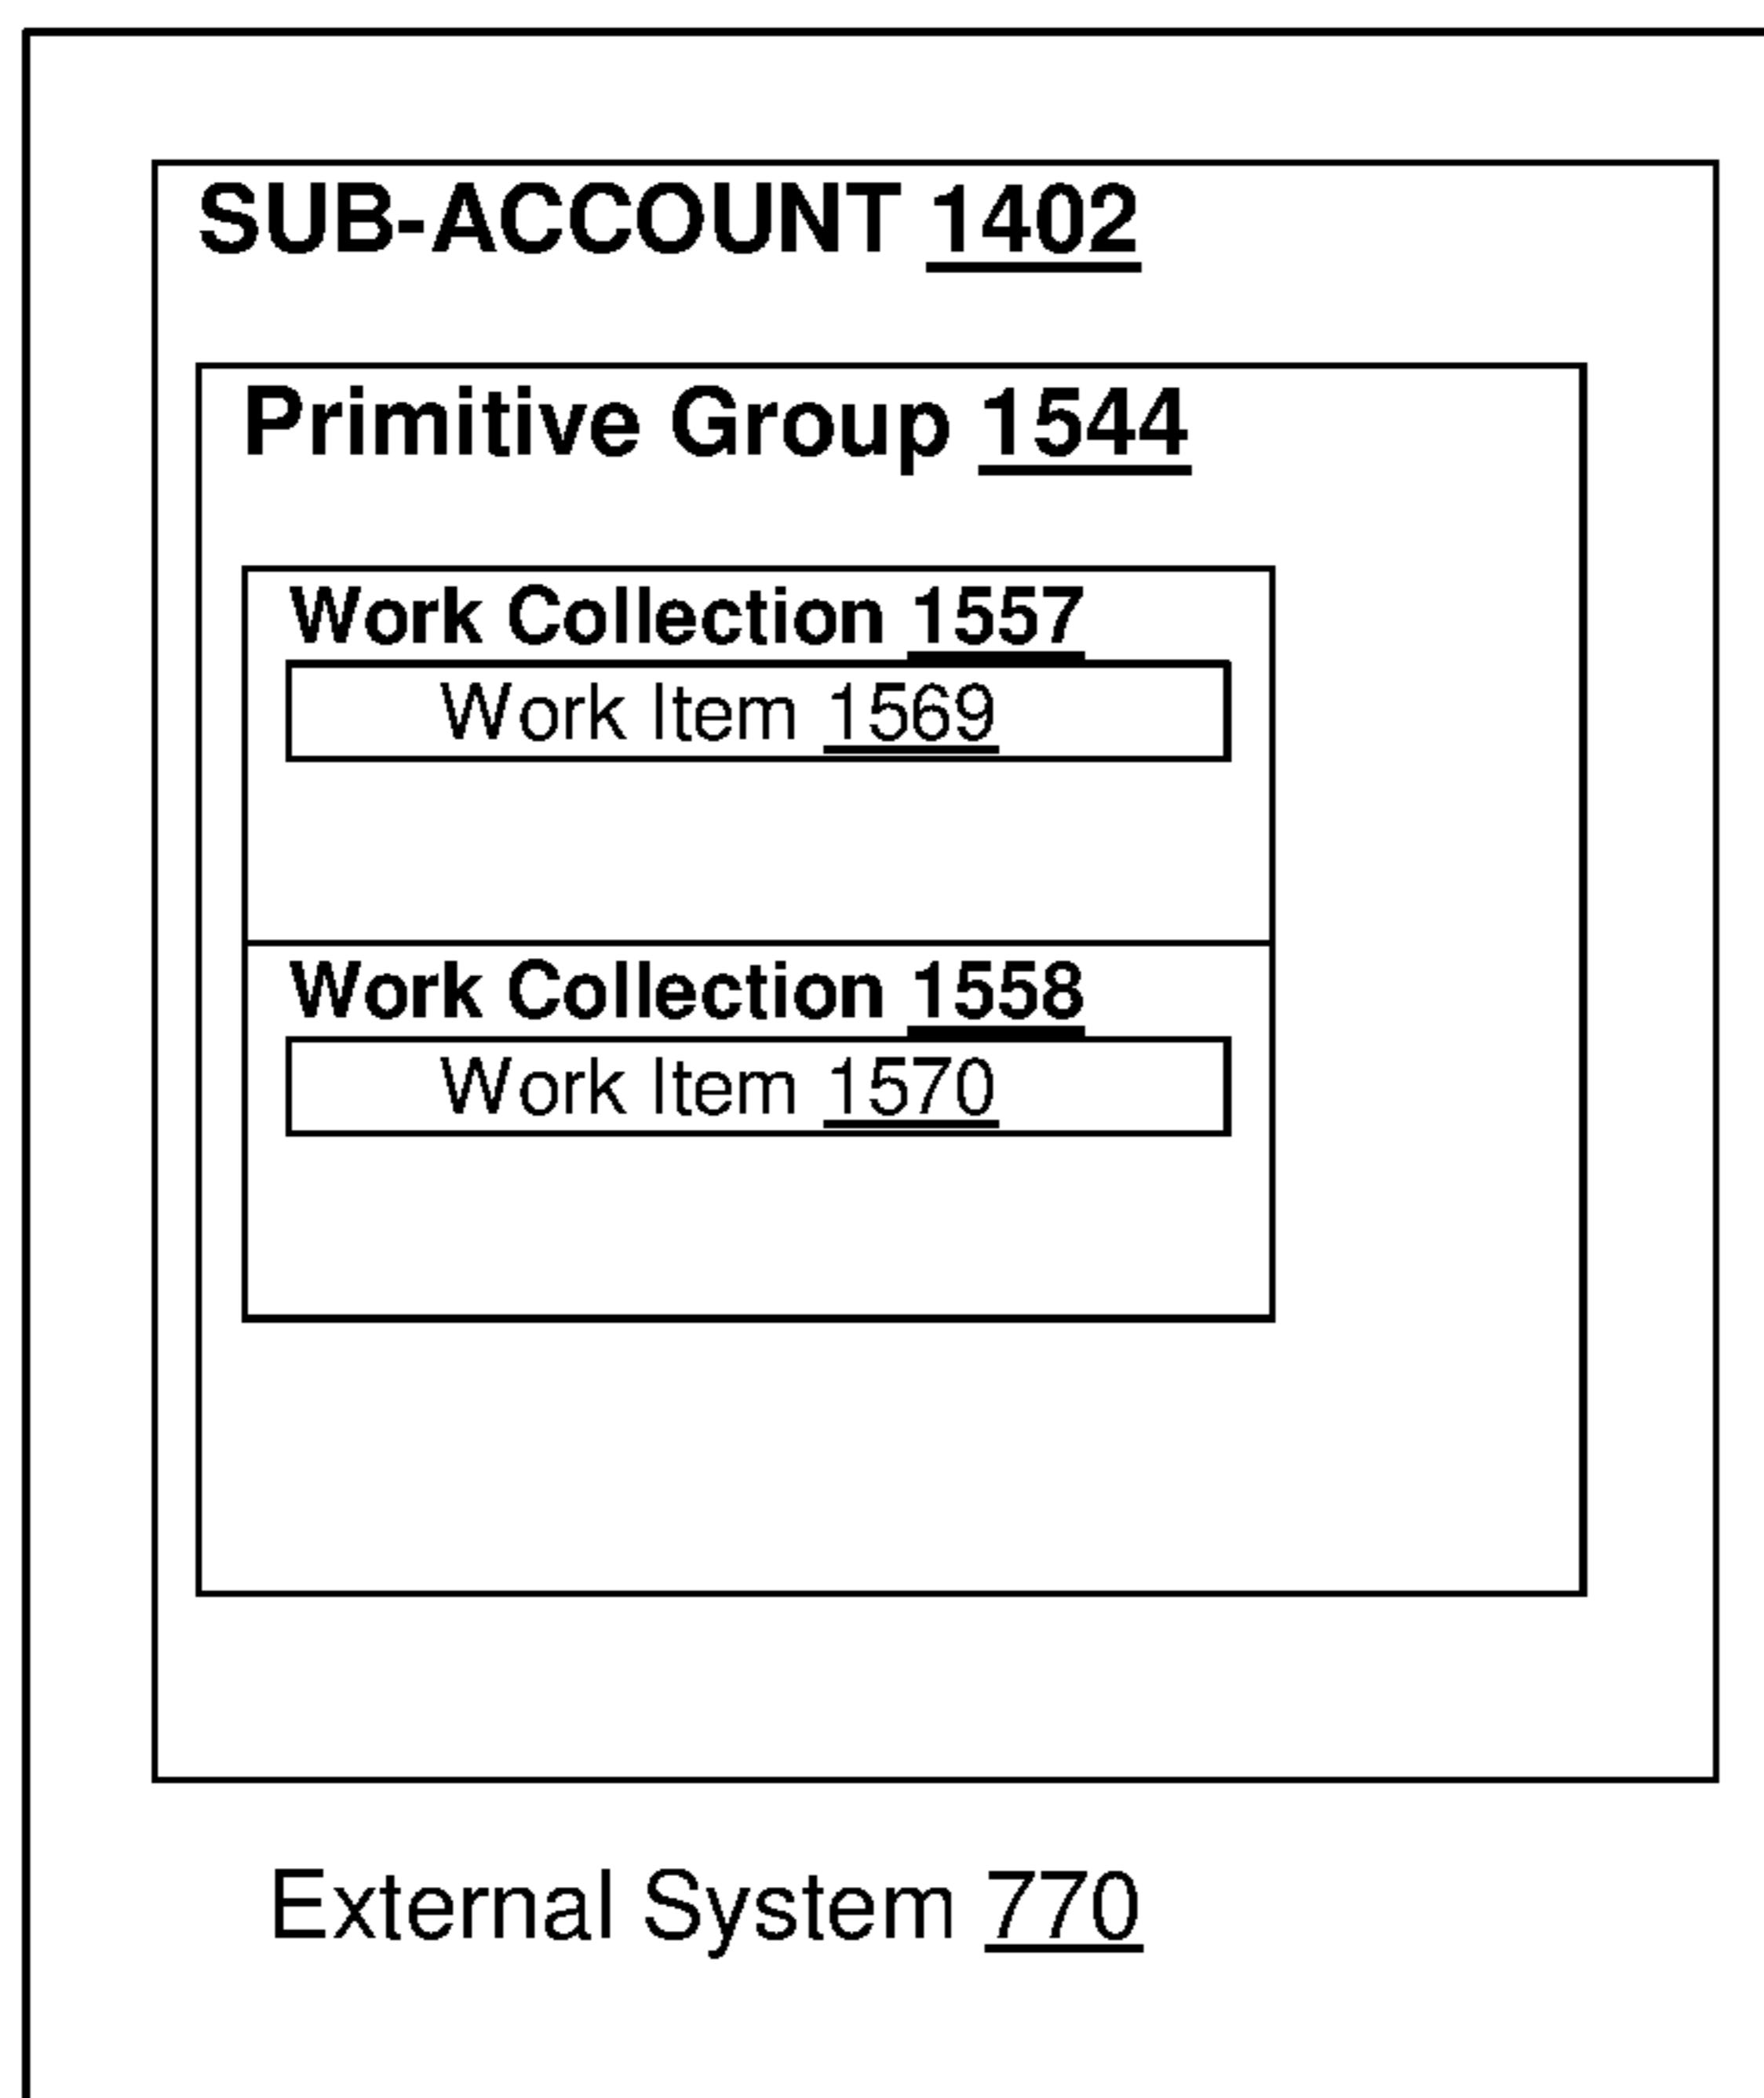 SUB-ACCOUNT 1402
Primitive Group 1544
Work Collection 1557
Work Item 1569
Work Collection 1558
Work Item 1570
External System 770